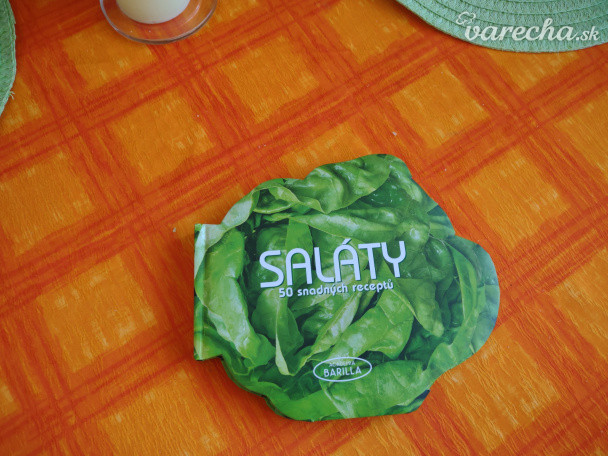 varecha.sk
SALÁTY
50 snadných receptů
BARILLA